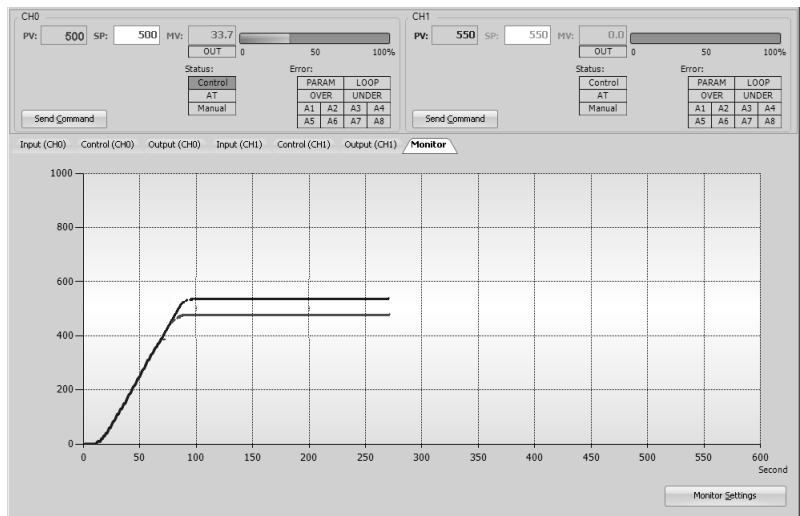 CH0
PV: 500 SP: 500 MV: 33.7
OUT 0 50 100%
Status: Error:
Control PARAM LOOP
AT OVER UNDER
Manual A1 A2 A3 A4
A5 A6 A7 A8
Send Command
CH1
PV: 550 SP: 550 MV: 0.0
OUT 0 50 100%
Status: Error:
Control PARAM LOOP
AT OVER UNDER
Manual A1 A2 A3 A4
A5 A6 A7 A8
Send Command
Input (CH0) Control (CH0) Output (CH0) Input (CH1) Control (CH1) Output (CH1) Monitor
1000
800
600
400
200
0
0 50 100 150 200 250 300 350 400 450 500 550 600
Second
Monitor Settings